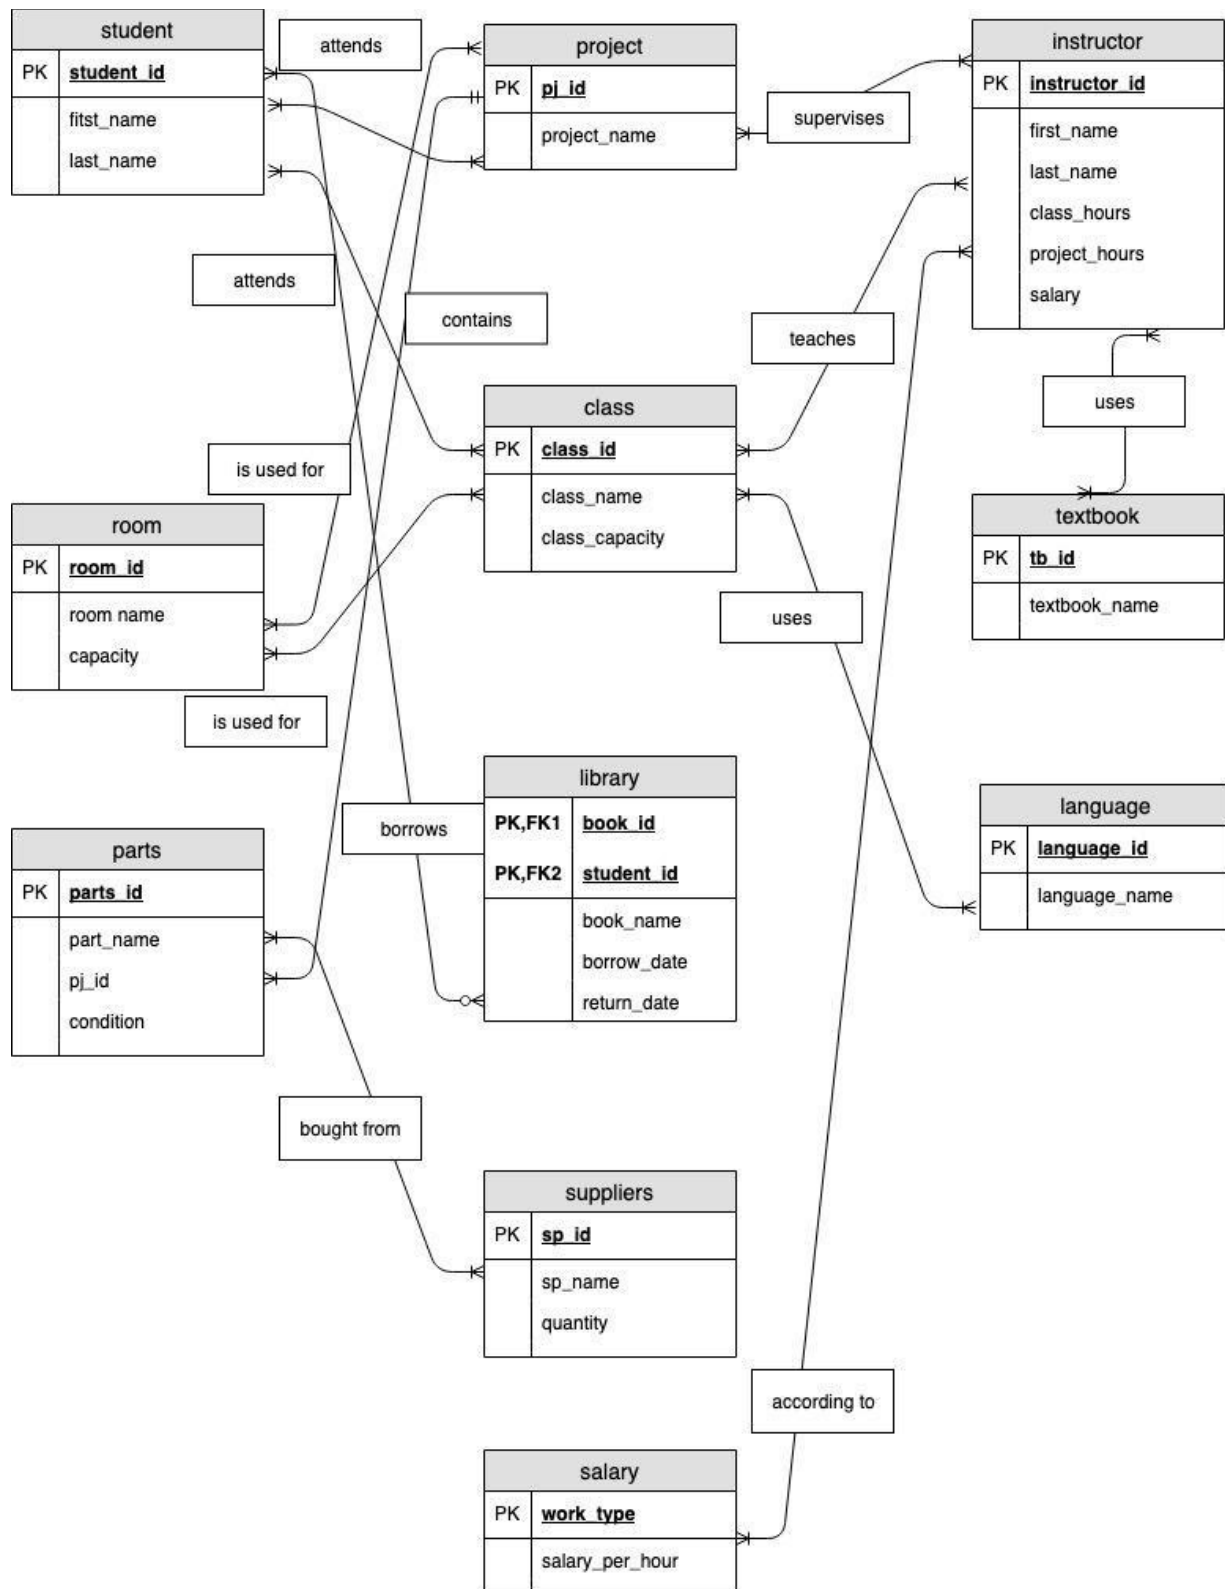 student
PK student_id
fitst_name
last_name
attends
project
PK pj_id
project_name
supervises
instructor
PK instructor_id
first_name
last_name
class_hours
project_hours
salary
attends
contains
teaches
uses
class
PK class_id
class_name
class_capacity
is used for
room
PK room_id
room name
capacity
textbook
PK tb_id
textbook_name
uses
is used for
library
PK,FK1 book_id
PK,FK2 student_id
book_name
borrow_date
return_date
borrows
language
PK language_id
language_name
parts
PK parts_id
part_name
pj_id
condition
bought from
suppliers
PK sp_id
sp_name
quantity
according to
salary
PK work_type
salary_per_hour